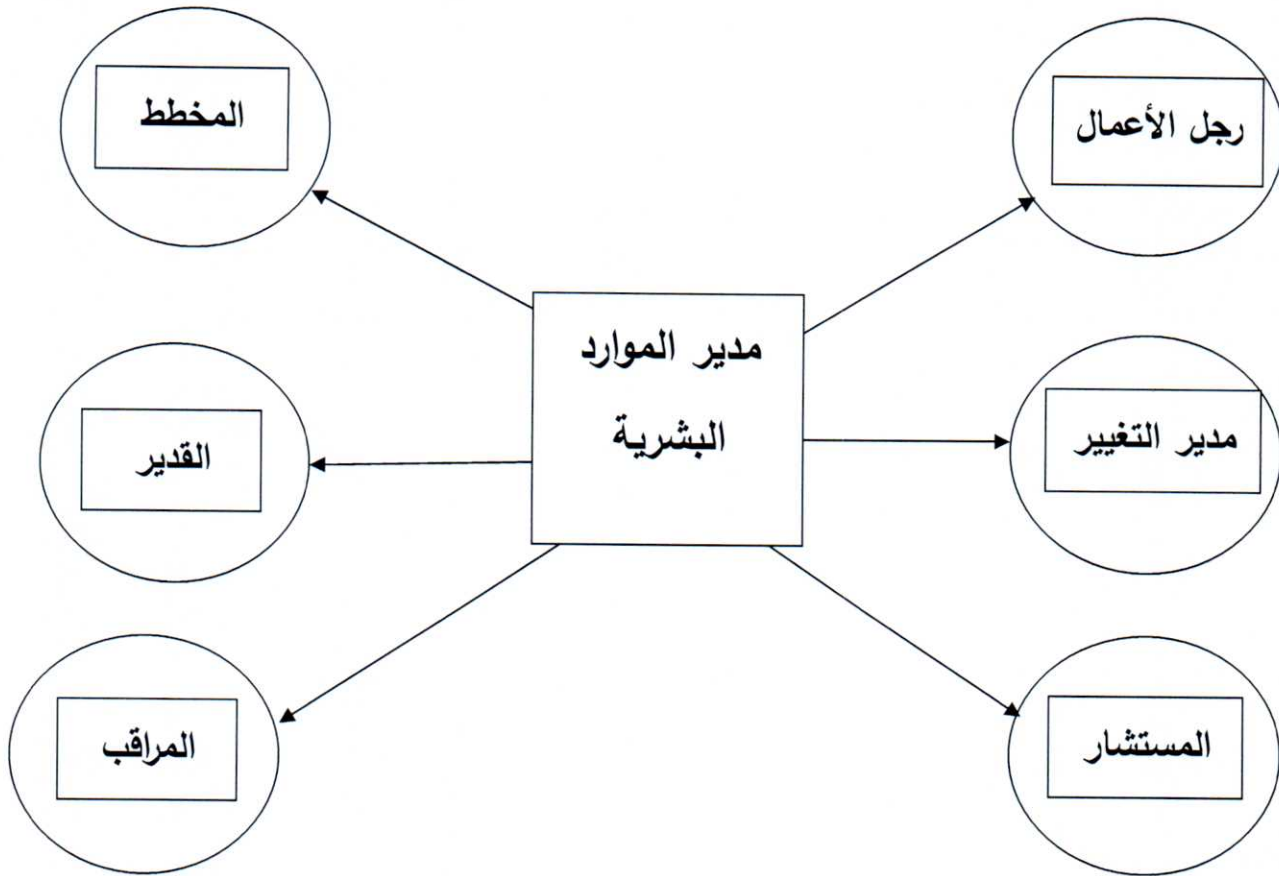 رجل الأعمال
المخطط
مدير الموارد
البشرية
مدير التغيير
القدير
المستشار
المراقب